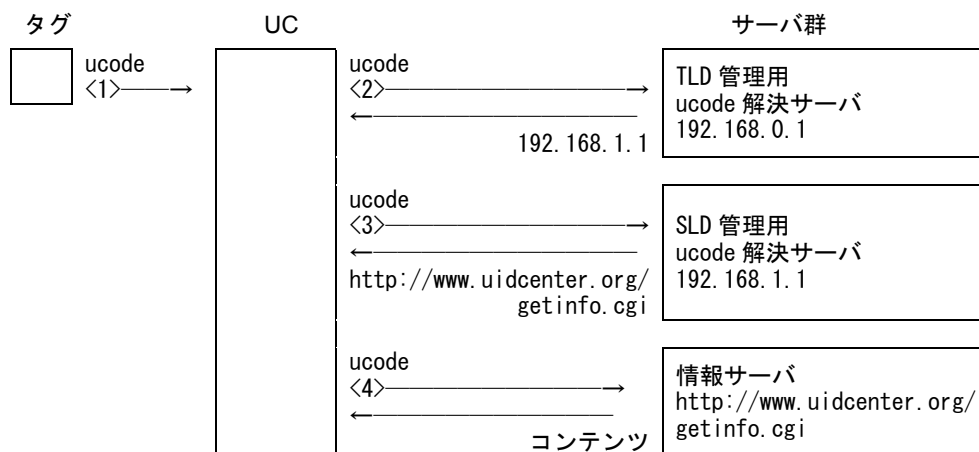 タグ
UC
サーバ群
ucode
<1>
ucode
<2>
192.168.1.1
TLD 管理用
ucode 解決サーバ
192.168.0.1
ucode
<3>
http://www.uidcenter.org/
getinfo.cgi
SLD 管理用
ucode 解決サーバ
192.168.1.1
ucode
<4>
コンテンツ
情報サーバ
http://www.uidcenter.org/
getinfo.cgi